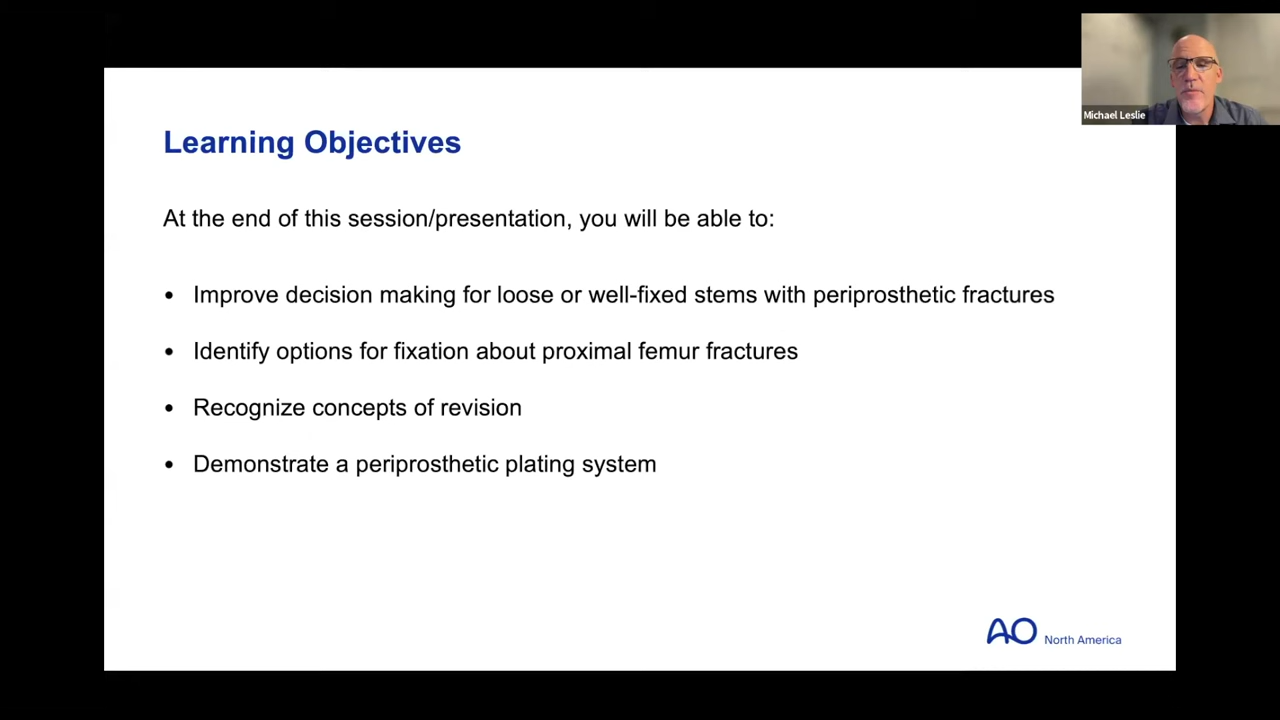 Michael Leslie
Learning Objectives
At the end of this session/presentation, you will be able to:
• Improve decision making for loose or well-fixed stems with periprosthetic fractures
• Identify options for fixation about proximal femur fractures
• Recognize concepts of revision
• Demonstrate a periprosthetic plating system
AO North America